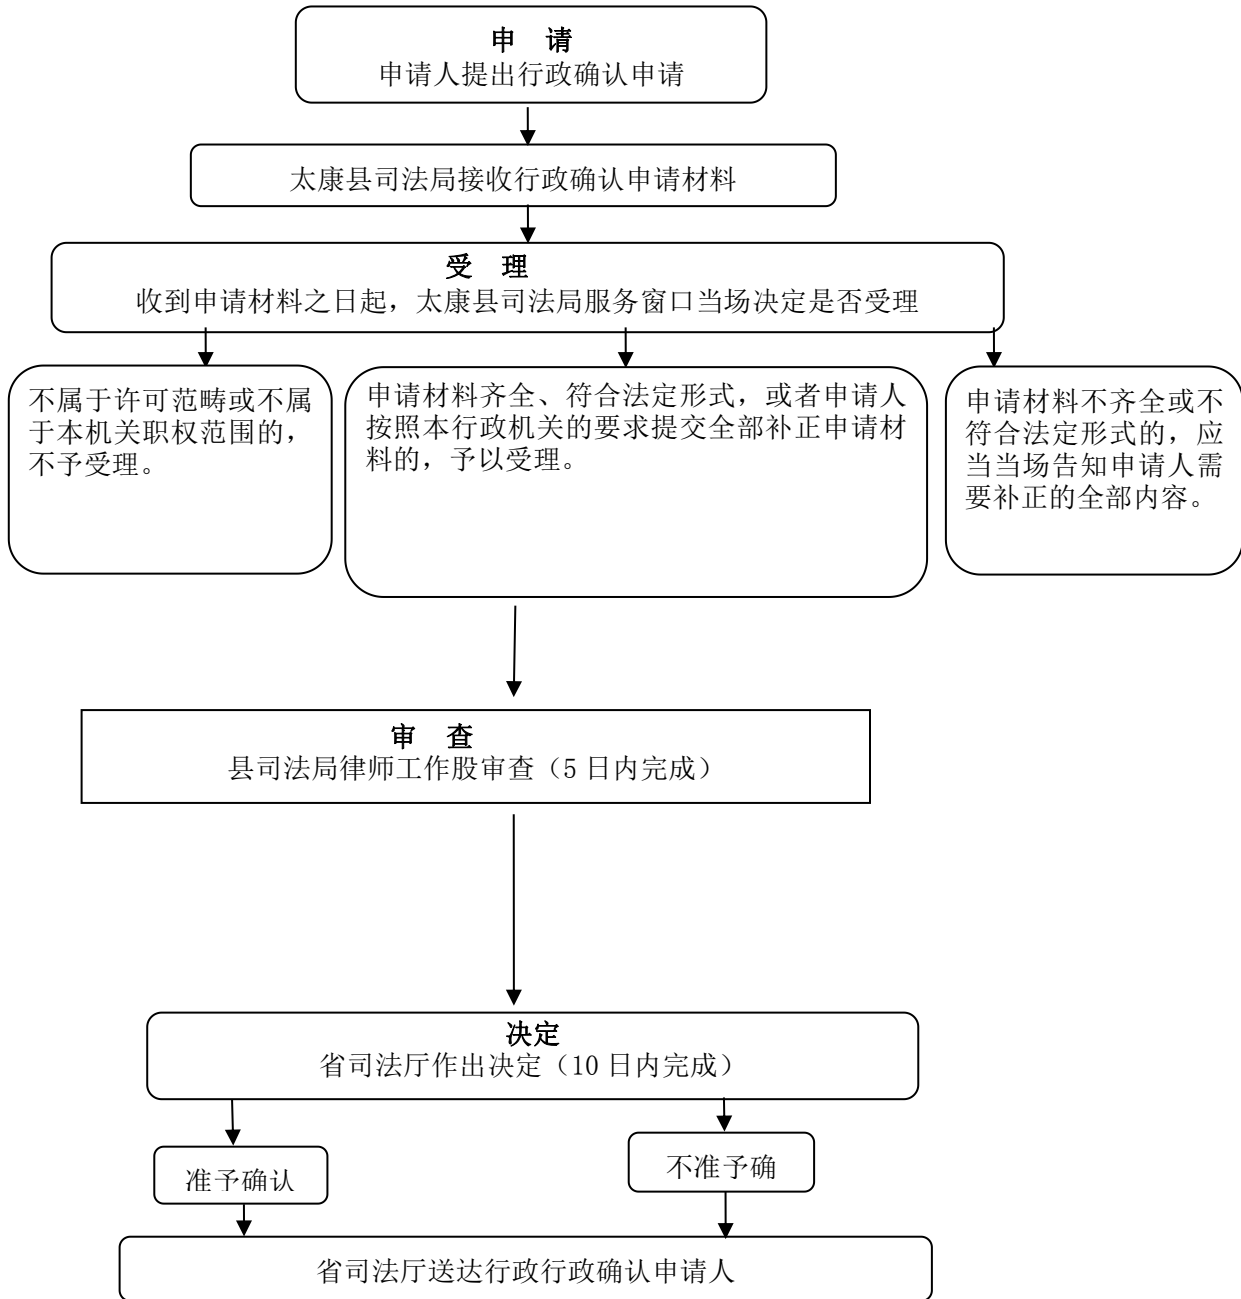 申 请
申请人提出行政确认申请
太康县司法局接收行政确认申请材料
受 理
收到申请材料之日起，太康县司法局服务窗口当场决定是否受理
不属于许可范畴或不属
于本机关职权范围的，
不予受理。
申请材料齐全、符合法定形式，或者申请人
按照本行政机关的要求提交全部补正申请材
料的，予以受理。
申请材料不齐全或不
符合法定形式的，应
当当场告知申请人需
要补正的全部内容。
审 查
县司法局律师工作股审查（5 日内完成）
决定
省司法厅作出决定（10 日内完成）
准予确认
不准予确
省司法厅送达行政行政确认申请人